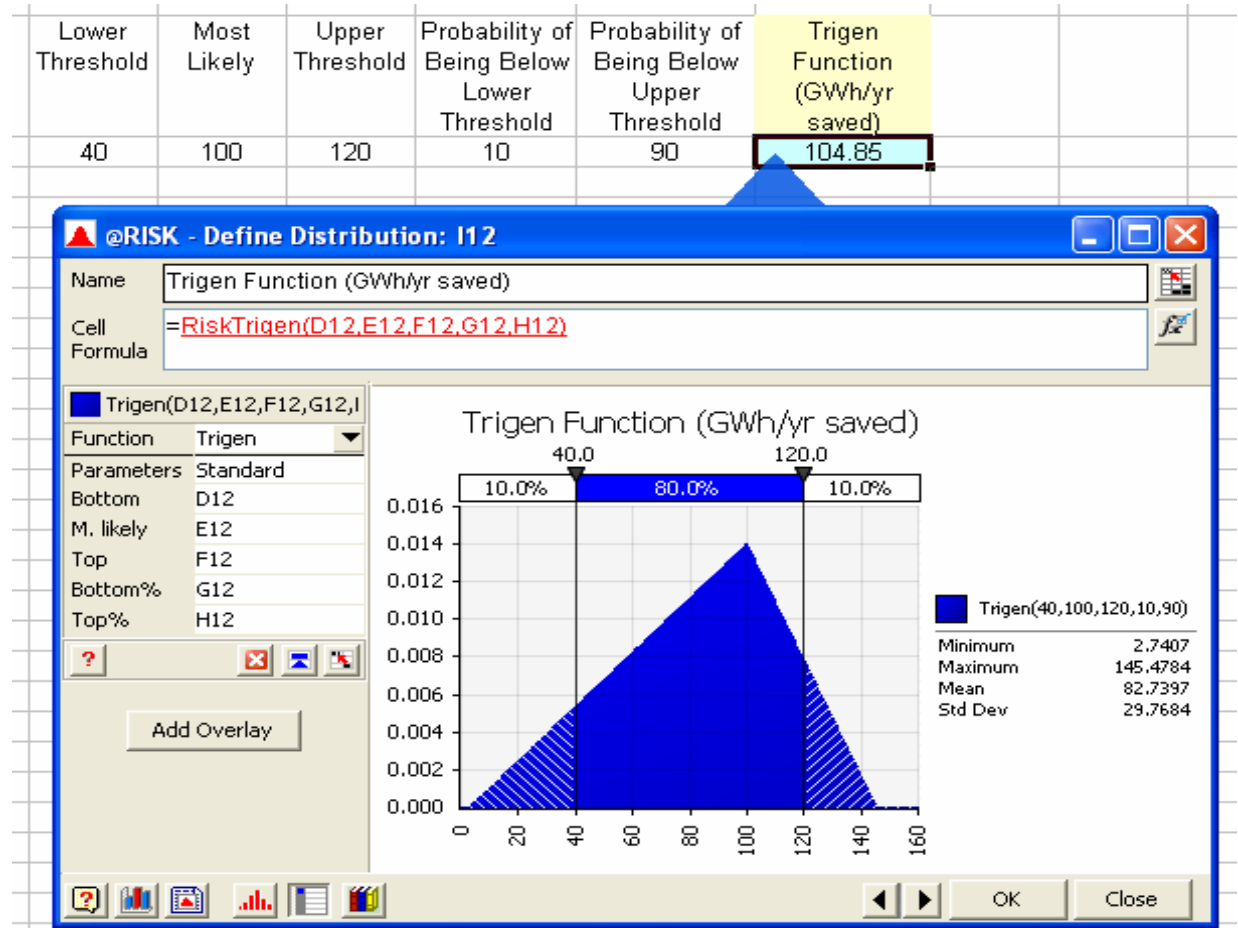 Lower Most Upper Probability of Probability of Trigen
Threshold Likely Threshold Being Below Being Below Function
Lower Upper (GWh/yr
Threshold Threshold saved)
40 100 120 10 90 104.85
@RISK - Define Distribution: I12
Name Trigen Function (GWh/yr saved)
Cell =RiskTrigen(D12,E12,F12,G12,H12)
Formula
Trigen(D12,E12,F12,G12,I
Function Trigen
Parameters Standard
Bottom D12
M. likely E12
Top F12
Bottom% G12
Top% H12
?
Add Overlay
Trigen Function (GWh/yr saved)
40.0 120.0
10.0% 80.0% 10.0%
0.016
0.014
0.012
0.010
0.008
0.006
0.004
0.002
0.000
0 20 40 60 80 100 120 140 160
Trigen(40,100,120,10,90)
Minimum 2.7407
Maximum 145.4784
Mean 82.7397
Std Dev 29.7684
? OK Close